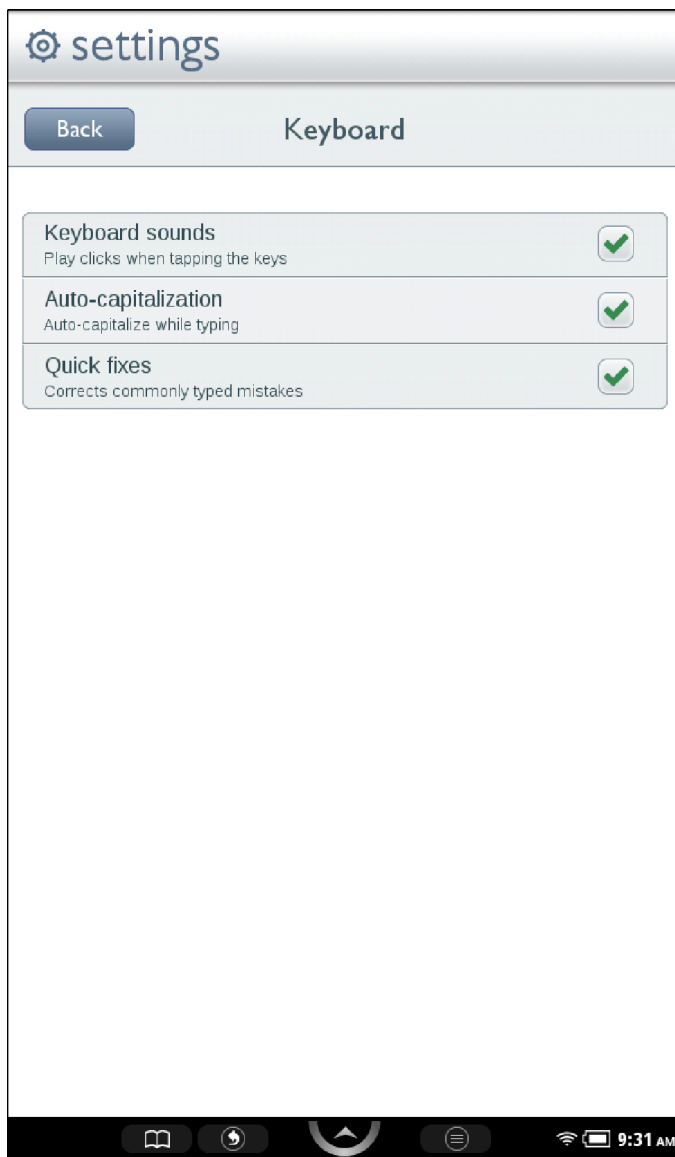 settings
Back
Keyboard
Keyboard sounds
Play clicks when tapping the keys
Auto-capitalization
Auto-capitalize while typing
Quick fixes
Corrects commonly typed mistakes
9:31 AM